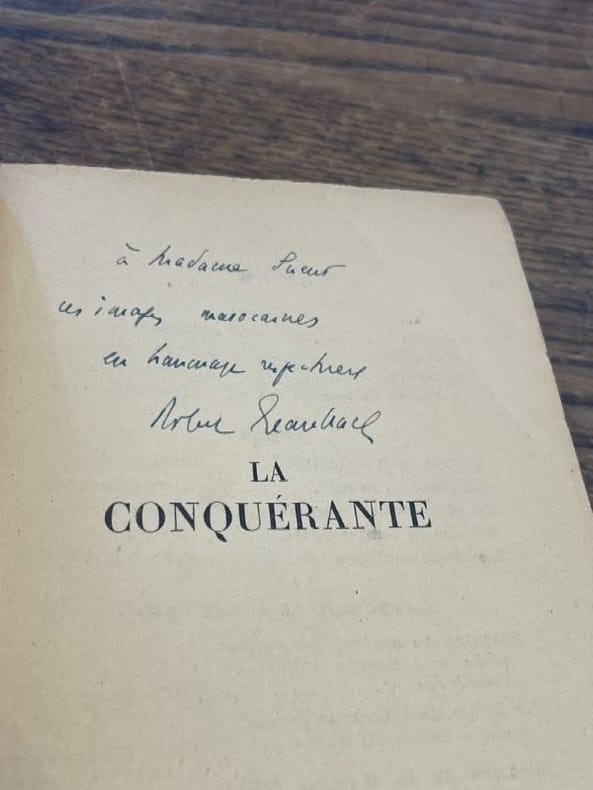 à Madame
ces images marocaines
en hommage respectueux
Robert Brasillach
LA
CONQUÉRANTE